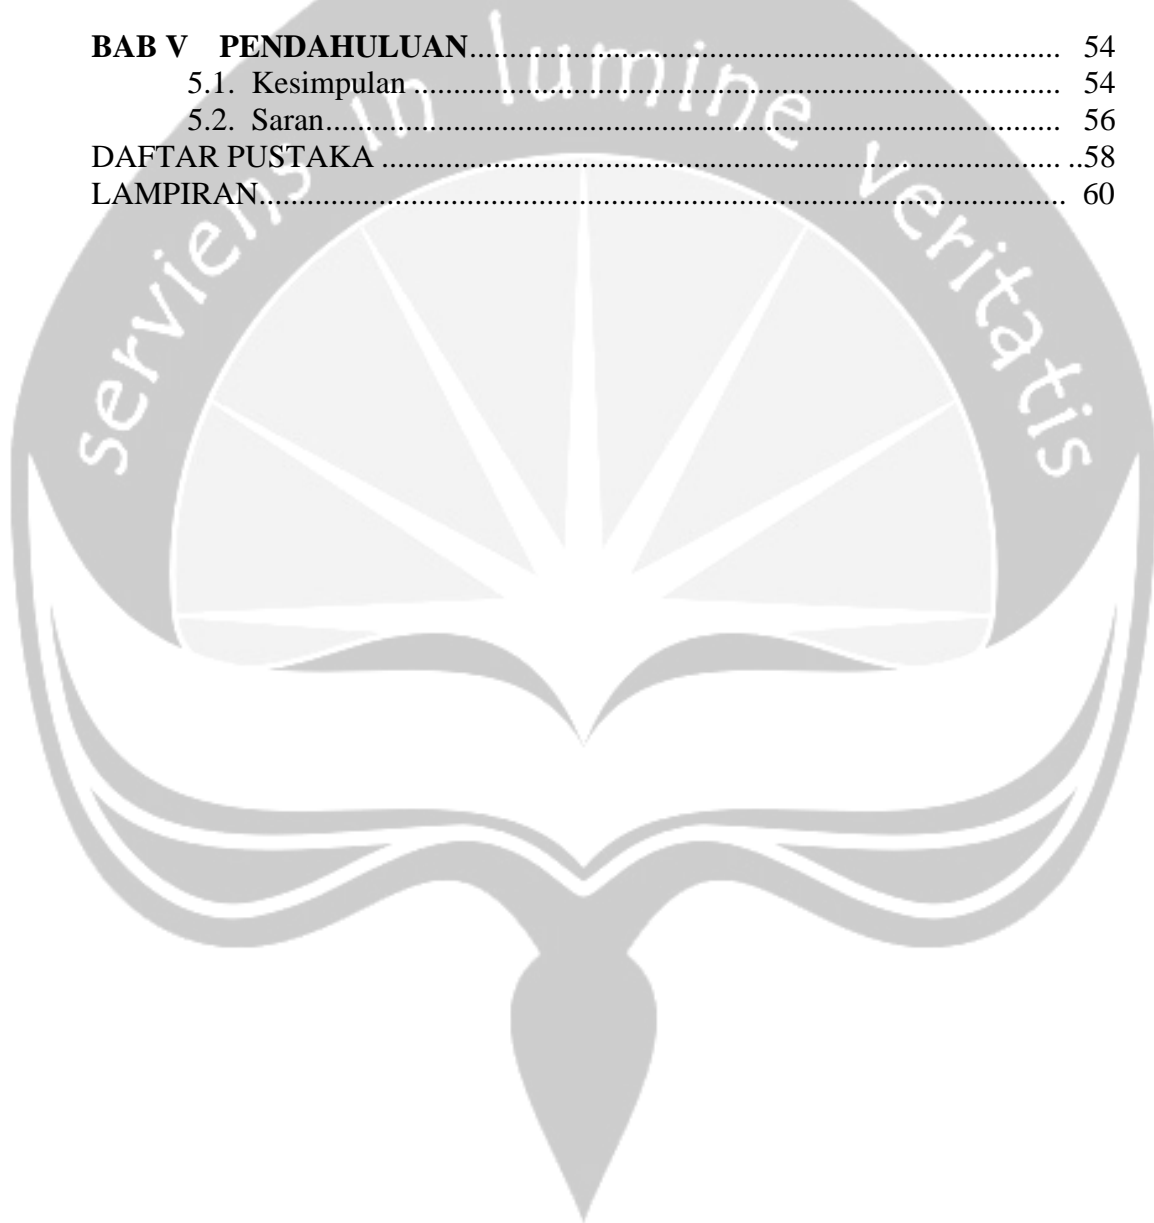 BAB V PENDAHULUAN........................................................................... 54
5.1. Kesimpulan ................................................................................... 54
5.2. Saran.............................................................................................. 56
DAFTAR PUSTAKA ...................................................................................... ..58
LAMPIRAN....................................................................................................... 60
serviens in lumine veritatis